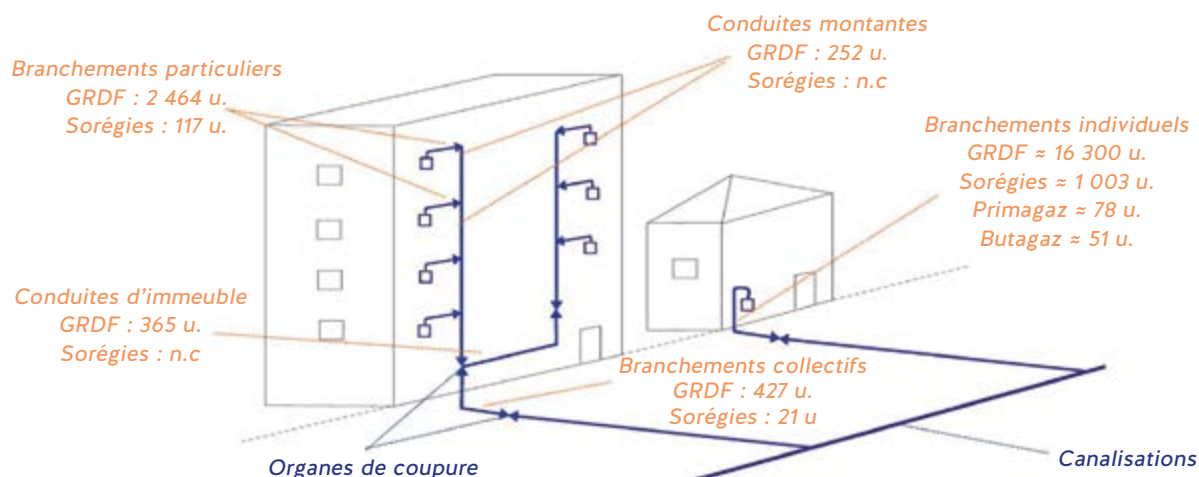 Conduites montantes
GRDF : 252 u.
Sorégies : n.c
Branchements particuliers
GRDF : 2 464 u.
Sorégies : 117 u.
Branchements individuels
GRDF ≈ 16 300 u.
Sorégies ≈ 1 003 u.
Primagaz ≈ 78 u.
Butagaz ≈ 51 u.
Conduites d'immeuble
GRDF : 365 u.
Sorégies : n.c
Branchements collectifs
GRDF : 427 u.
Sorégies : 21 u
Organes de coupure
Canalisations